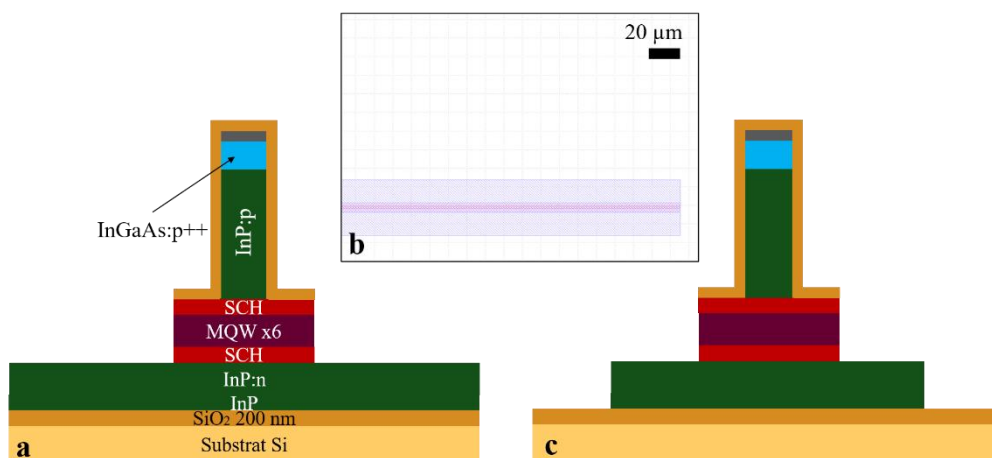 20 µm
InGaAs:p++
InP:p
b
SCH
MQW x6
SCH
InP:n
InP
SiO₂ 200 nm
Substrat Si
a
c